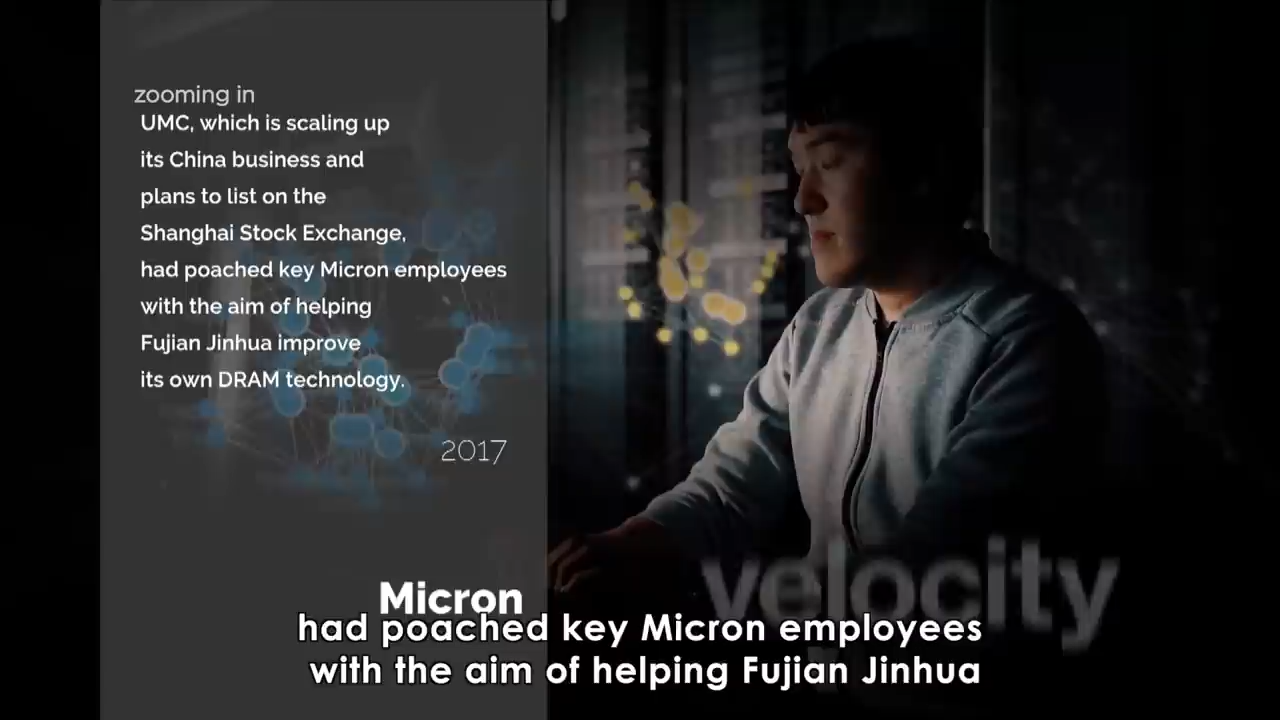 zooming in
UMC, which is scaling up
its China business and
plans to list on the
Shanghai Stock Exchange,
had poached key Micron employees
with the aim of helping
Fujian Jinhua improve
its own DRAM technology.
2017
Micron
velocity
had poached key Micron employees
with the aim of helping Fujian Jinhua